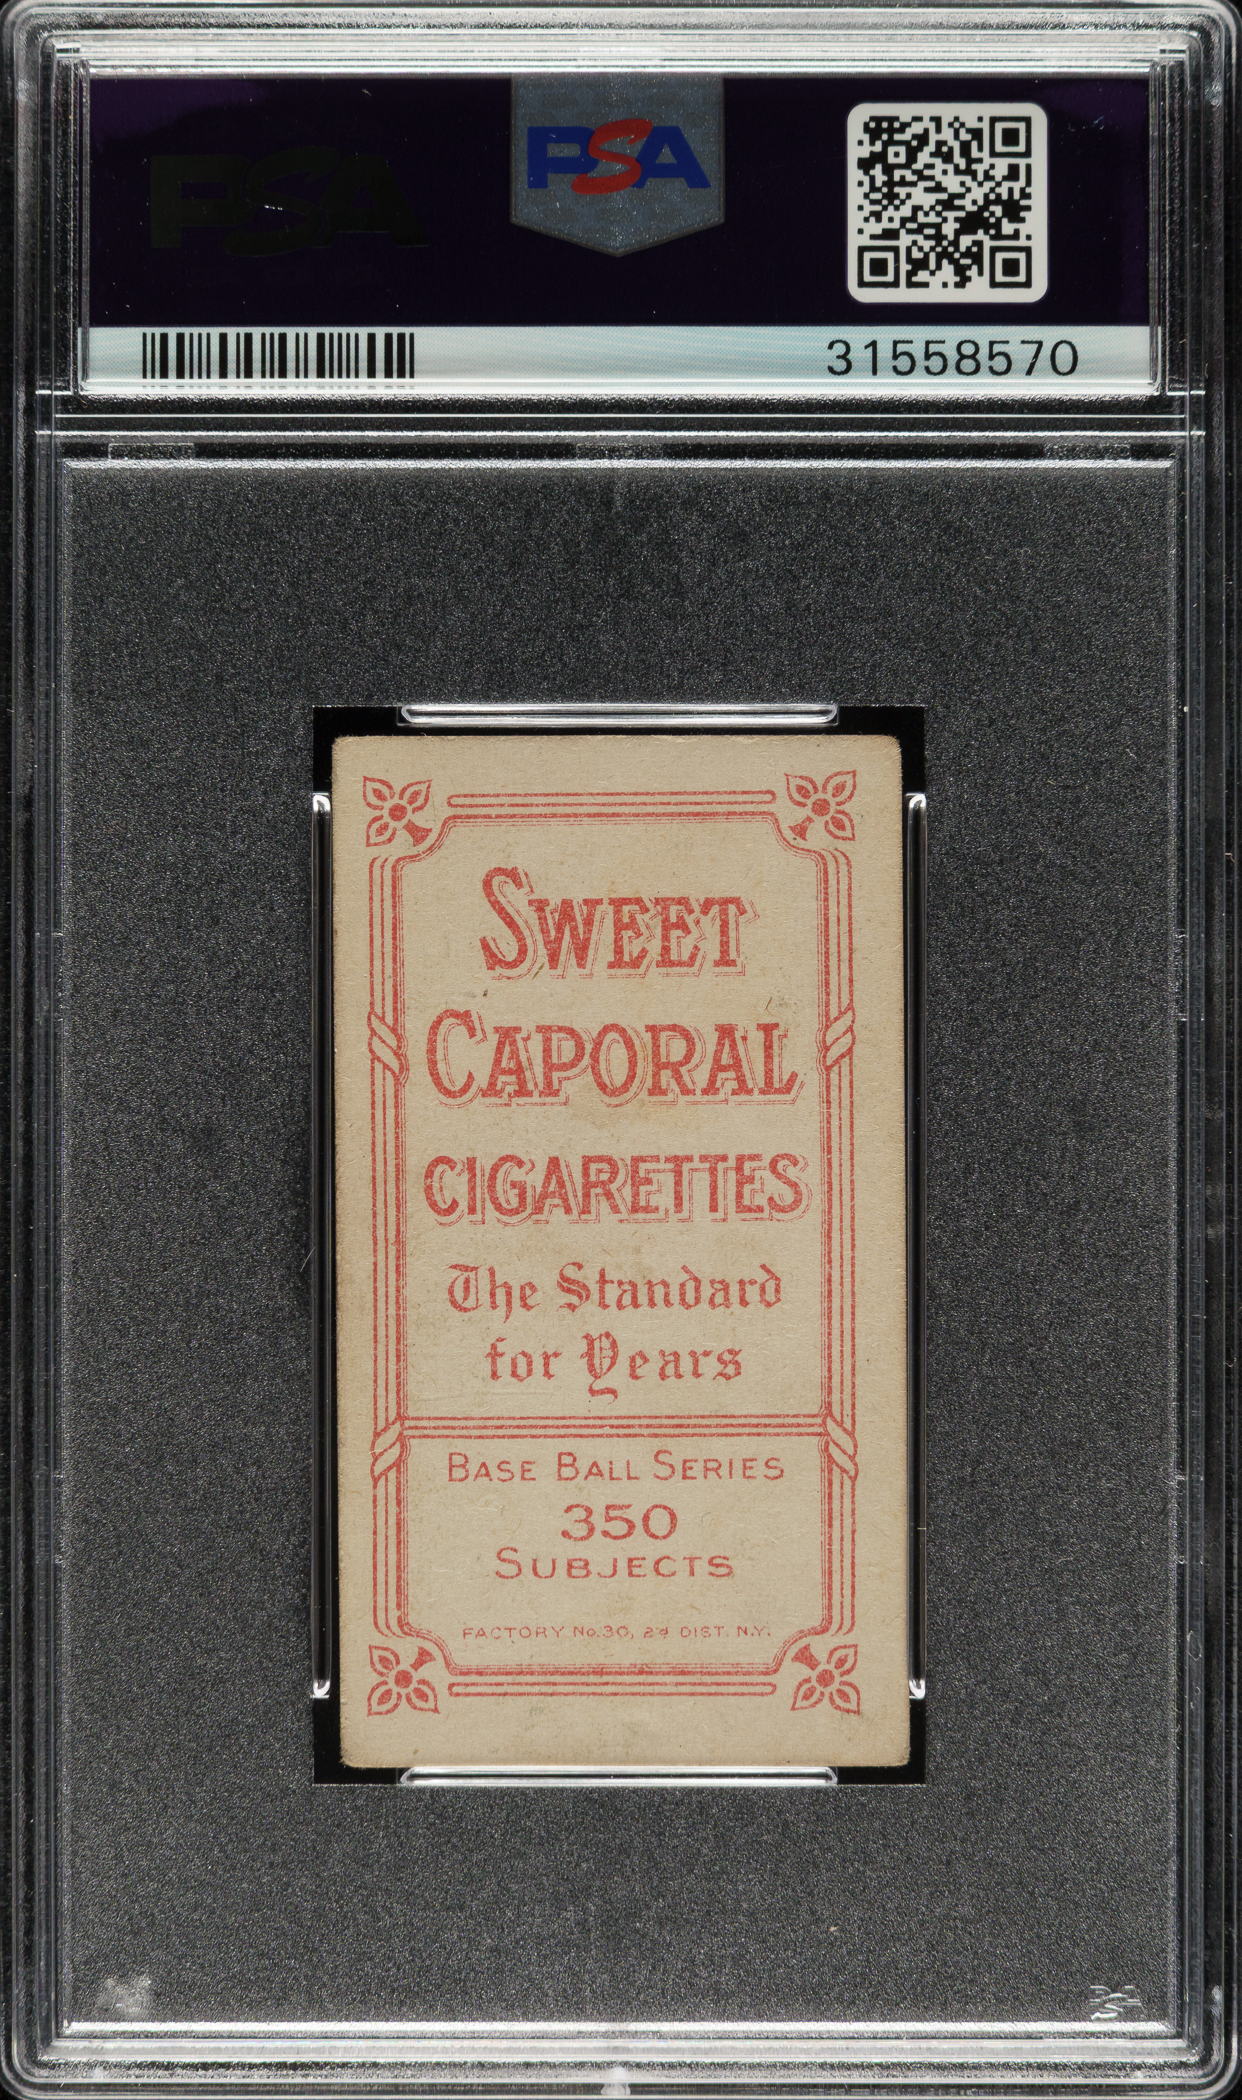 PSA
PSA
31558570
SWEET
CAPORAL
CIGARETTES
The Standard
for Years
BASE BALL SERIES
350
SUBJECTS
FACTORY No. 30, 2d DIST. N.Y.